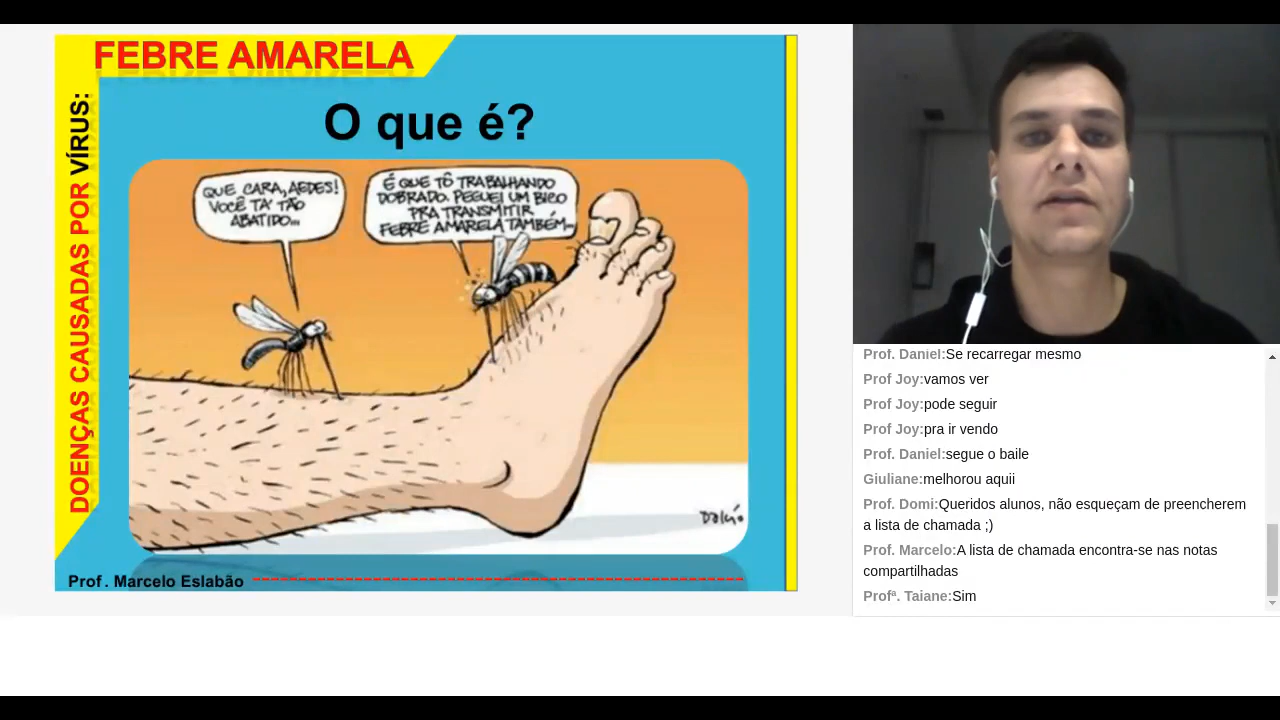 FEBRE AMARELA
DOENÇAS CAUSADAS POR VÍRUS:
O que é?
QUE CARA, AEDES!
VOCÊ TA' TÃO
ABATIDO...
É QUE TÔ TRABALHANDO
DOBRADO. PEGUEI UM BICO
PRA TRANSMITIR
FEBRE AMARELA TAMBÉM...
Dalcio
Prof. Marcelo Eslabão
Prof. Daniel:Se recarregar mesmo
Prof Joy:vamos ver
Prof Joy:pode seguir
Prof Joy:pra ir vendo
Prof. Daniel:segue o baile
Giuliane:melhorou aquii
Prof. Domi:Queridos alunos, não esqueçam de preencherem
a lista de chamada ;)
Prof. Marcelo:A lista de chamada encontra-se nas notas
compartilhadas
Profª. Taiane:Sim